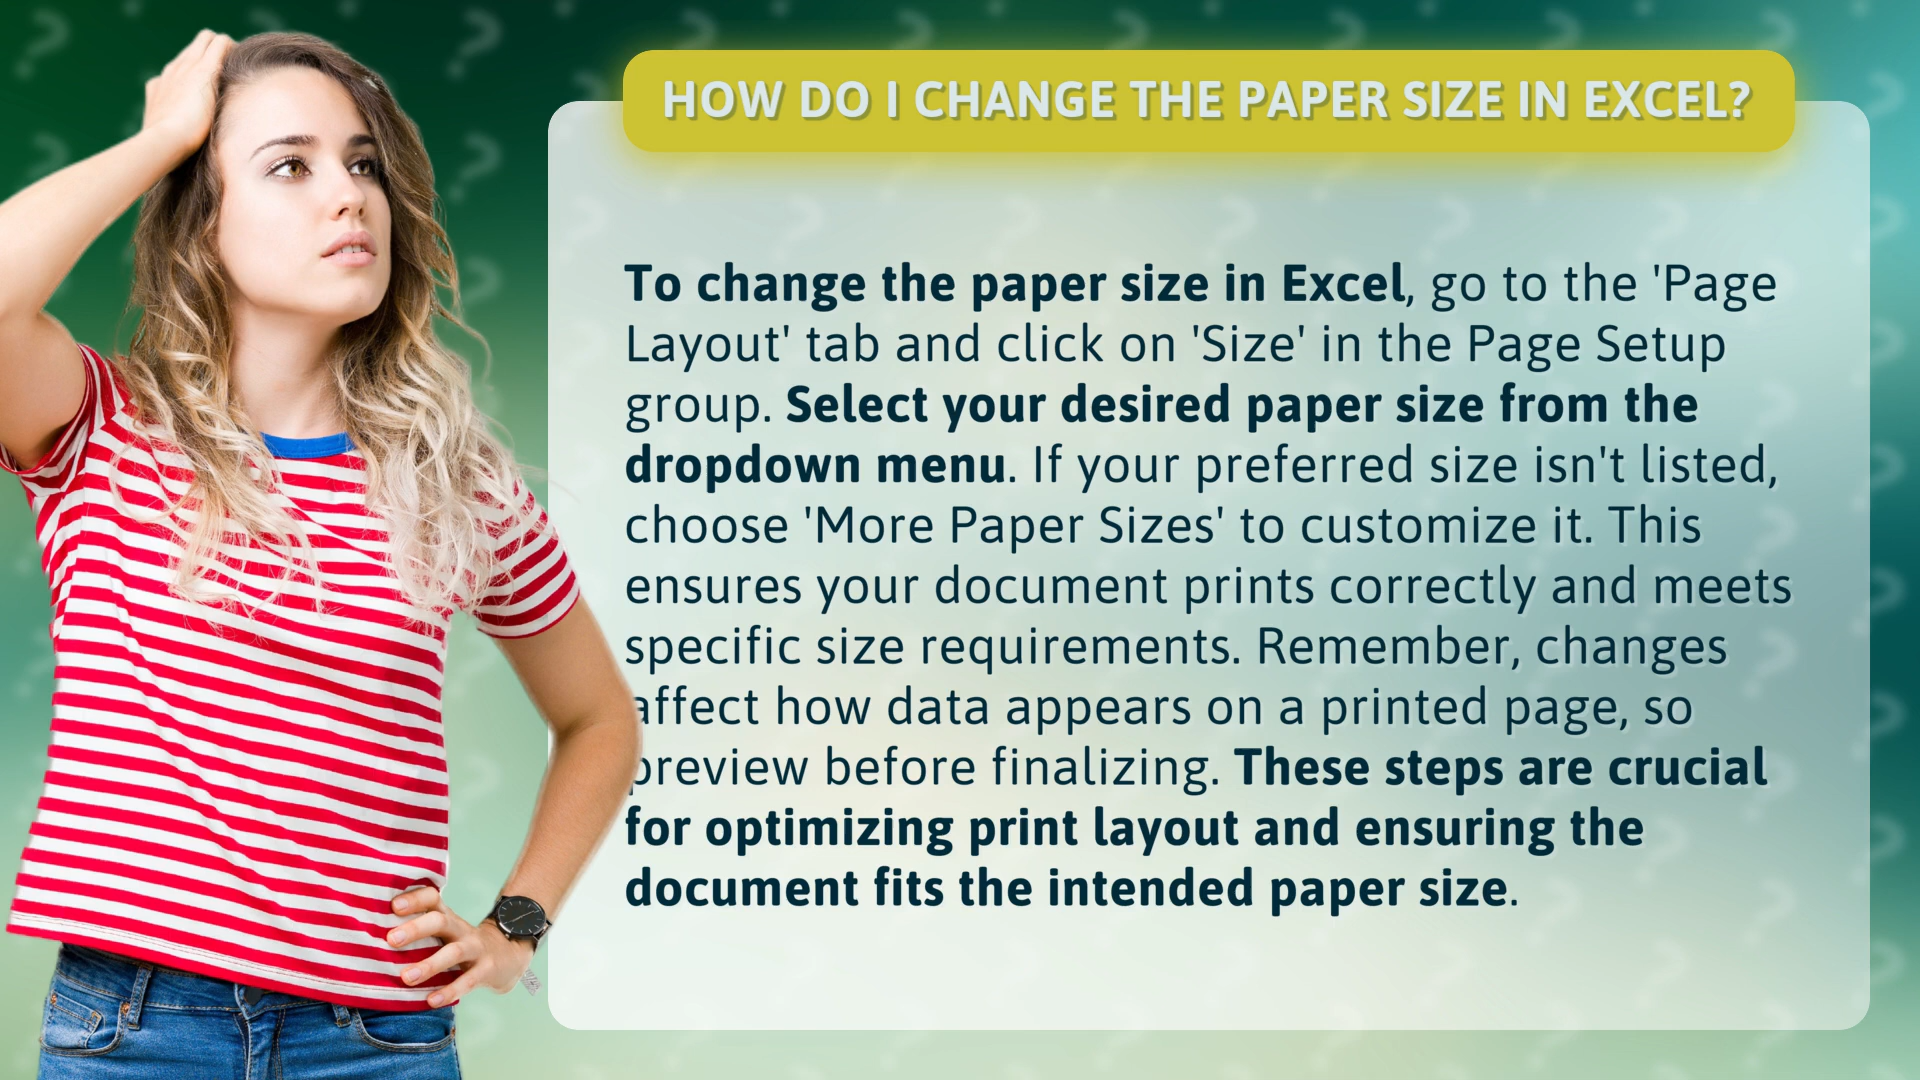 HOW DO I CHANGE THE PAPER SIZE IN EXCEL?
To change the paper size in Excel, go to the 'Page
Layout' tab and click on 'Size' in the Page Setup
group. Select your desired paper size from the
dropdown menu. If your preferred size isn't listed,
choose 'More Paper Sizes' to customize it. This
ensures your document prints correctly and meets
specific size requirements. Remember, changes
affect how data appears on a printed page, so
preview before finalizing. These steps are crucial
for optimizing print layout and ensuring the
document fits the intended paper size.